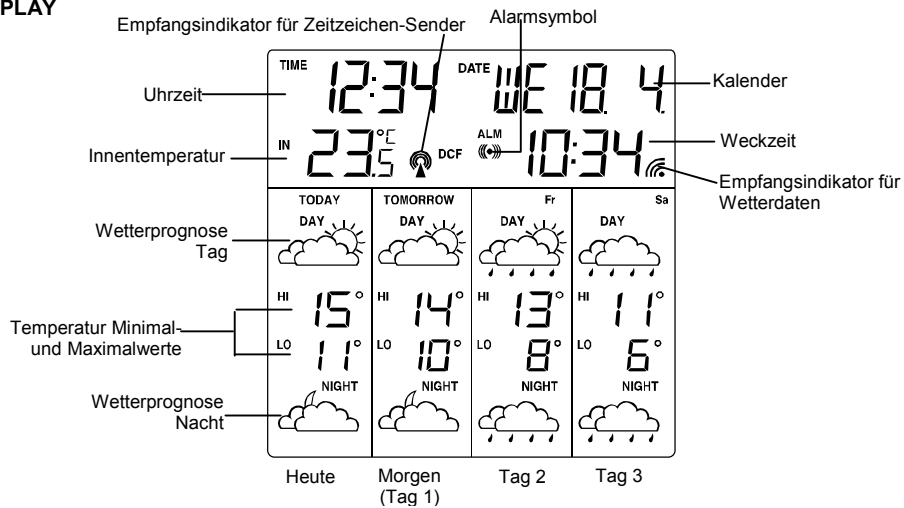 PLAY
Empfangsindikator für Zeitzeichen-Sender
Alarmsymbol
TIME 12:34 DATE WE 18. 4.
Uhrzeit
Kalender
IN 23.5 °C DCF ALM 10:34
Innentemperatur
Weckzeit
Empfangsindikator für
Wetterdaten
TODAY TOMORROW Fr Sa
DAY DAY DAY DAY
Wetterprognose
Tag
HI 15° HI 14° HI 13° HI 11°
Temperatur Minimal-
und Maximalwerte
LO 11° LO 10° LO 8° LO 6°
NIGHT NIGHT NIGHT NIGHT
Wetterprognose
Nacht
Heute Morgen Tag 2 Tag 3
(Tag 1)